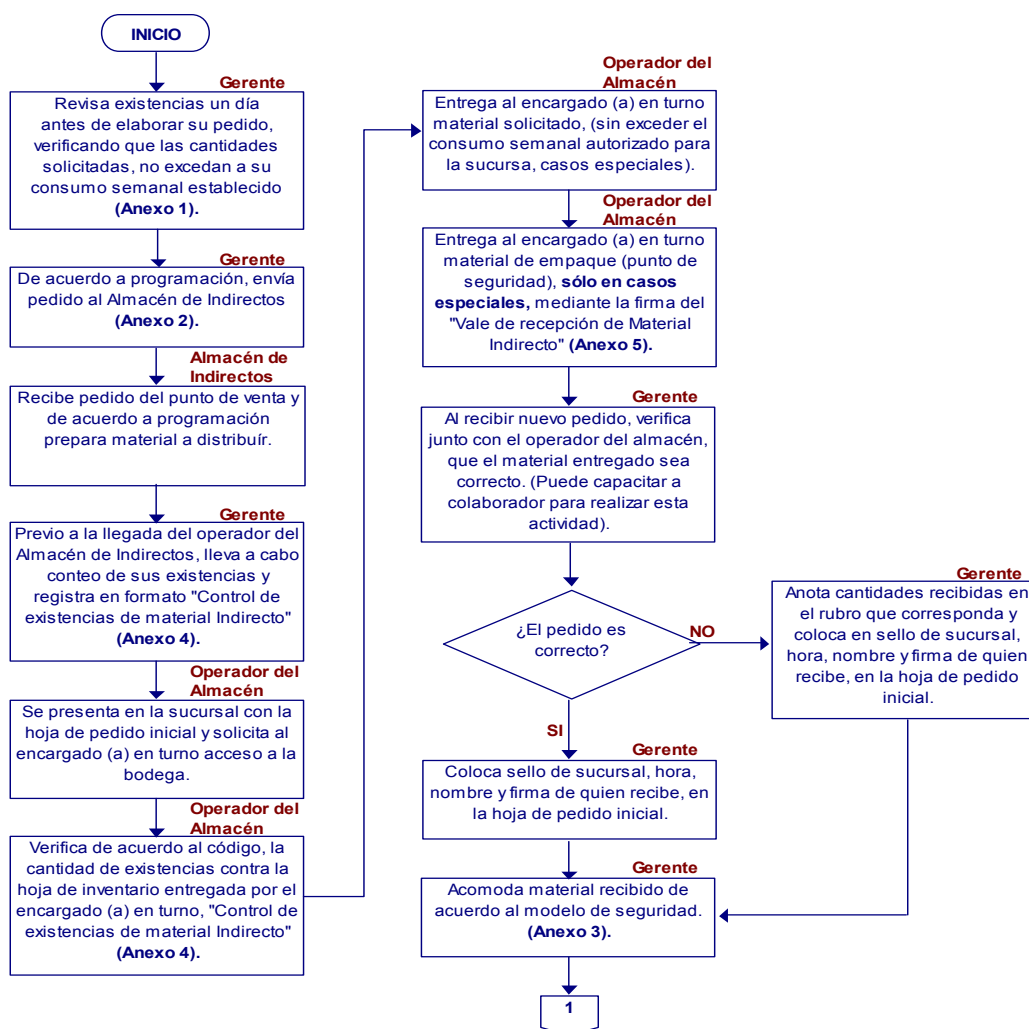 INICIO
Gerente
Revisa existencias un día
antes de elaborar su pedido,
verificando que las cantidades
solicitadas, no excedan a su
consumo semanal establecido
(Anexo 1).
Gerente
De acuerdo a programación, envía
pedido al Almacén de Indirectos
(Anexo 2).
Almacén de
Indirectos
Recibe pedido del punto de venta y
de acuerdo a programación
prepara material a distribuír.
Gerente
Previo a la llegada del operador del
Almacén de Indirectos, lleva a cabo
conteo de sus existencias y
registra en formato "Control de
existencias de material Indirecto"
(Anexo 4).
Operador del
Almacén
Se presenta en la sucursal con la
hoja de pedido inicial y solicita al
encargado (a) en turno acceso a la
bodega.
Operador del
Almacén
Verifica de acuerdo al código, la
cantidad de existencias contra la
hoja de inventario entregada por el
encargado (a) en turno, "Control de
existencias de material Indirecto"
(Anexo 4).
Operador del
Almacén
Entrega al encargado (a) en turno
material solicitado, (sin exceder el
consumo semanal autorizado para
la sucursa, casos especiales).
Operador del
Almacén
Entrega al encargado (a) en turno
material de empaque (punto de
seguridad), sólo en casos
especiales, mediante la firma del
"Vale de recepción de Material
Indirecto" (Anexo 5).
Gerente
Al recibir nuevo pedido, verifica
junto con el operador del almacén,
que el material entregado sea
correcto. (Puede capacitar a
colaborador para realizar esta
actividad).
¿El pedido es
correcto?
NO
Gerente
Anota cantidades recibidas en
el rubro que corresponda y
coloca en sello de sucursal,
hora, nombre y firma de quien
recibe, en la hoja de pedido
inicial.
SI
Gerente
Coloca sello de sucursal, hora,
nombre y firma de quien recibe, en
la hoja de pedido inicial.
Gerente
Acomoda material recibido de
acuerdo al modelo de seguridad.
(Anexo 3).
1